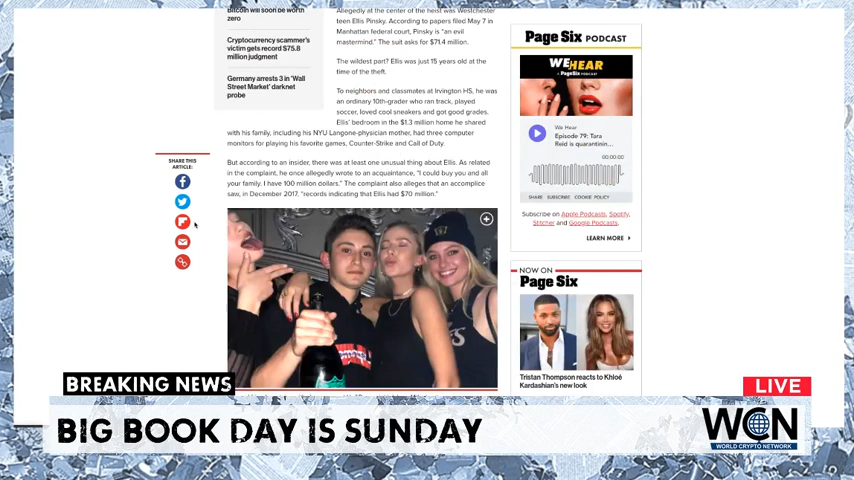 Bitcoin will soon be worth
zero
Cryptocurrency scammer's
victim gets record $75.8
million judgment
Germany arrests 3 in 'Wall
Street Market' darknet
probe
SHARE THIS
ARTICLE:
Allegedly at the center of the heist was Westchester
teen Ellis Pinsky. According to papers filed May 7 in
Manhattan federal court, Pinsky is "an evil
mastermind." The suit asks for $71.4 million.
The wildest part? Ellis was just 15 years old at the
time of the theft.
To neighbors and classmates at Irvington HS, he was
an ordinary 10th-grader who ran track, played
soccer, loved cool sneakers and got good grades.
Ellis' bedroom in the $1.3 million home he shared
with his family, including his NYU Langone-physician mother, had three computer
monitors for playing his favorite games, Counter-Strike and Call of Duty.
But according to an insider, there was at least one unusual thing about Ellis. As related
in the complaint, he once allegedly wrote to an acquaintance, "I could buy you and all
your family. I have 100 million dollars." The complaint also alleges that an accomplice
saw, in December 2017, "records indicating that Ellis had $70 million."
Page Six PODCAST
WE HEAR
A PAGE SIX PODCAST
We Hear
Episode 79: Tara
Reid is quarantinin...
00:00:00
SHARE SUBSCRIBE COOKIE POLICY
Subscribe on Apple Podcasts, Spotify,
Stitcher and Google Podcasts.
LEARN MORE
NOW ON
Page Six
Tristan Thompson reacts to Khloé
Kardashian's new look
BREAKING NEWS
LIVE
BIG BOOK DAY IS SUNDAY
WCN
WORLD CRYPTO NETWORK